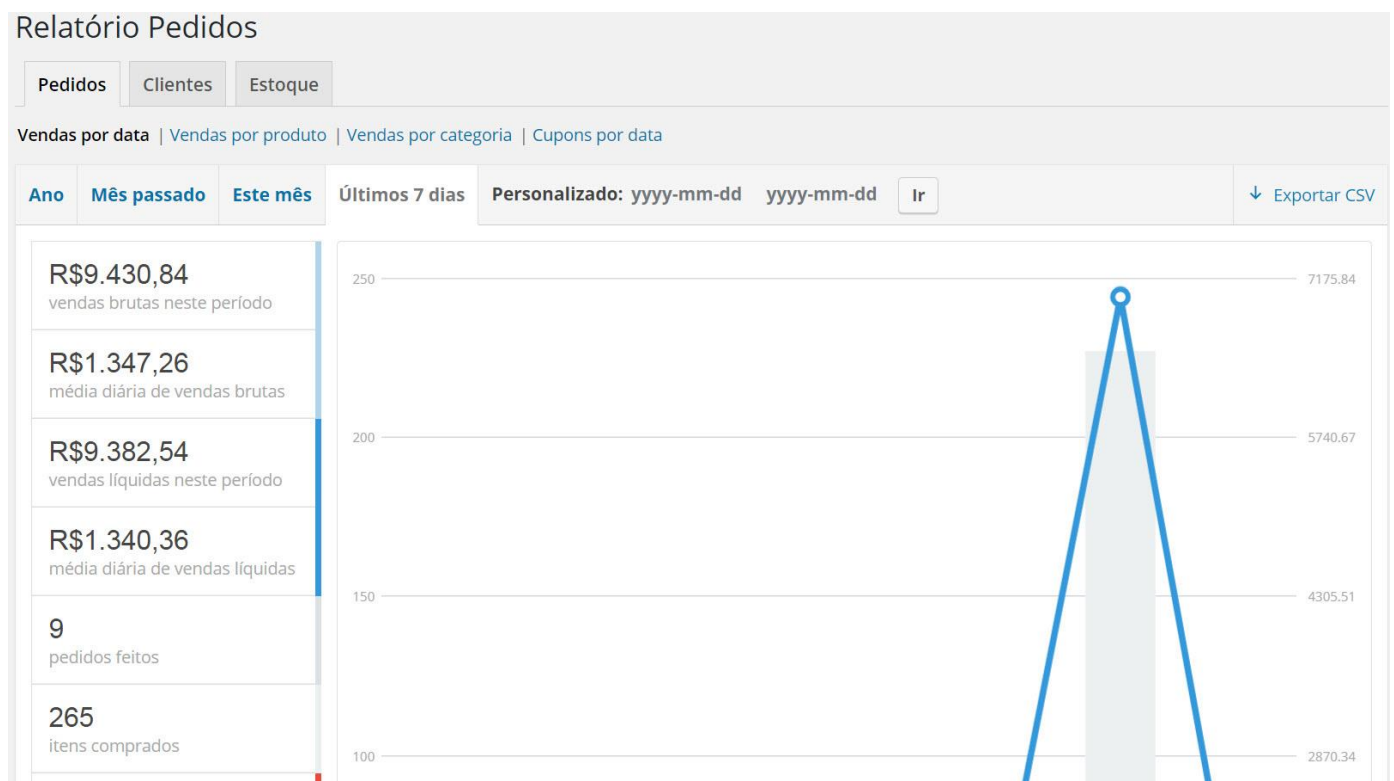 Relatório Pedidos
Pedidos Clientes Estoque
Vendas por data | Vendas por produto | Vendas por categoria | Cupons por data
Ano Mês passado Este mês Últimos 7 dias Personalizado: yyyy-mm-dd yyyy-mm-dd Ir Exportar CSV
R$9.430,84
vendas brutas neste período
R$1.347,26
média diária de vendas brutas
R$9.382,54
vendas líquidas neste período
R$1.340,36
média diária de vendas líquidas
9
pedidos feitos
265
itens comprados
250 7175.84
200 5740.67
150 4305.51
100 2870.34